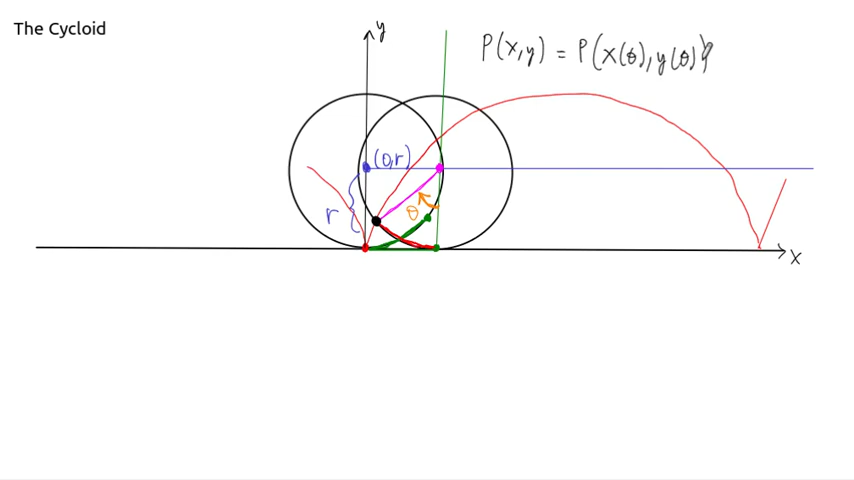 The Cycloid
y
P(x,y) = P(x(θ),y(θ))
(0,r)
r
θ
x